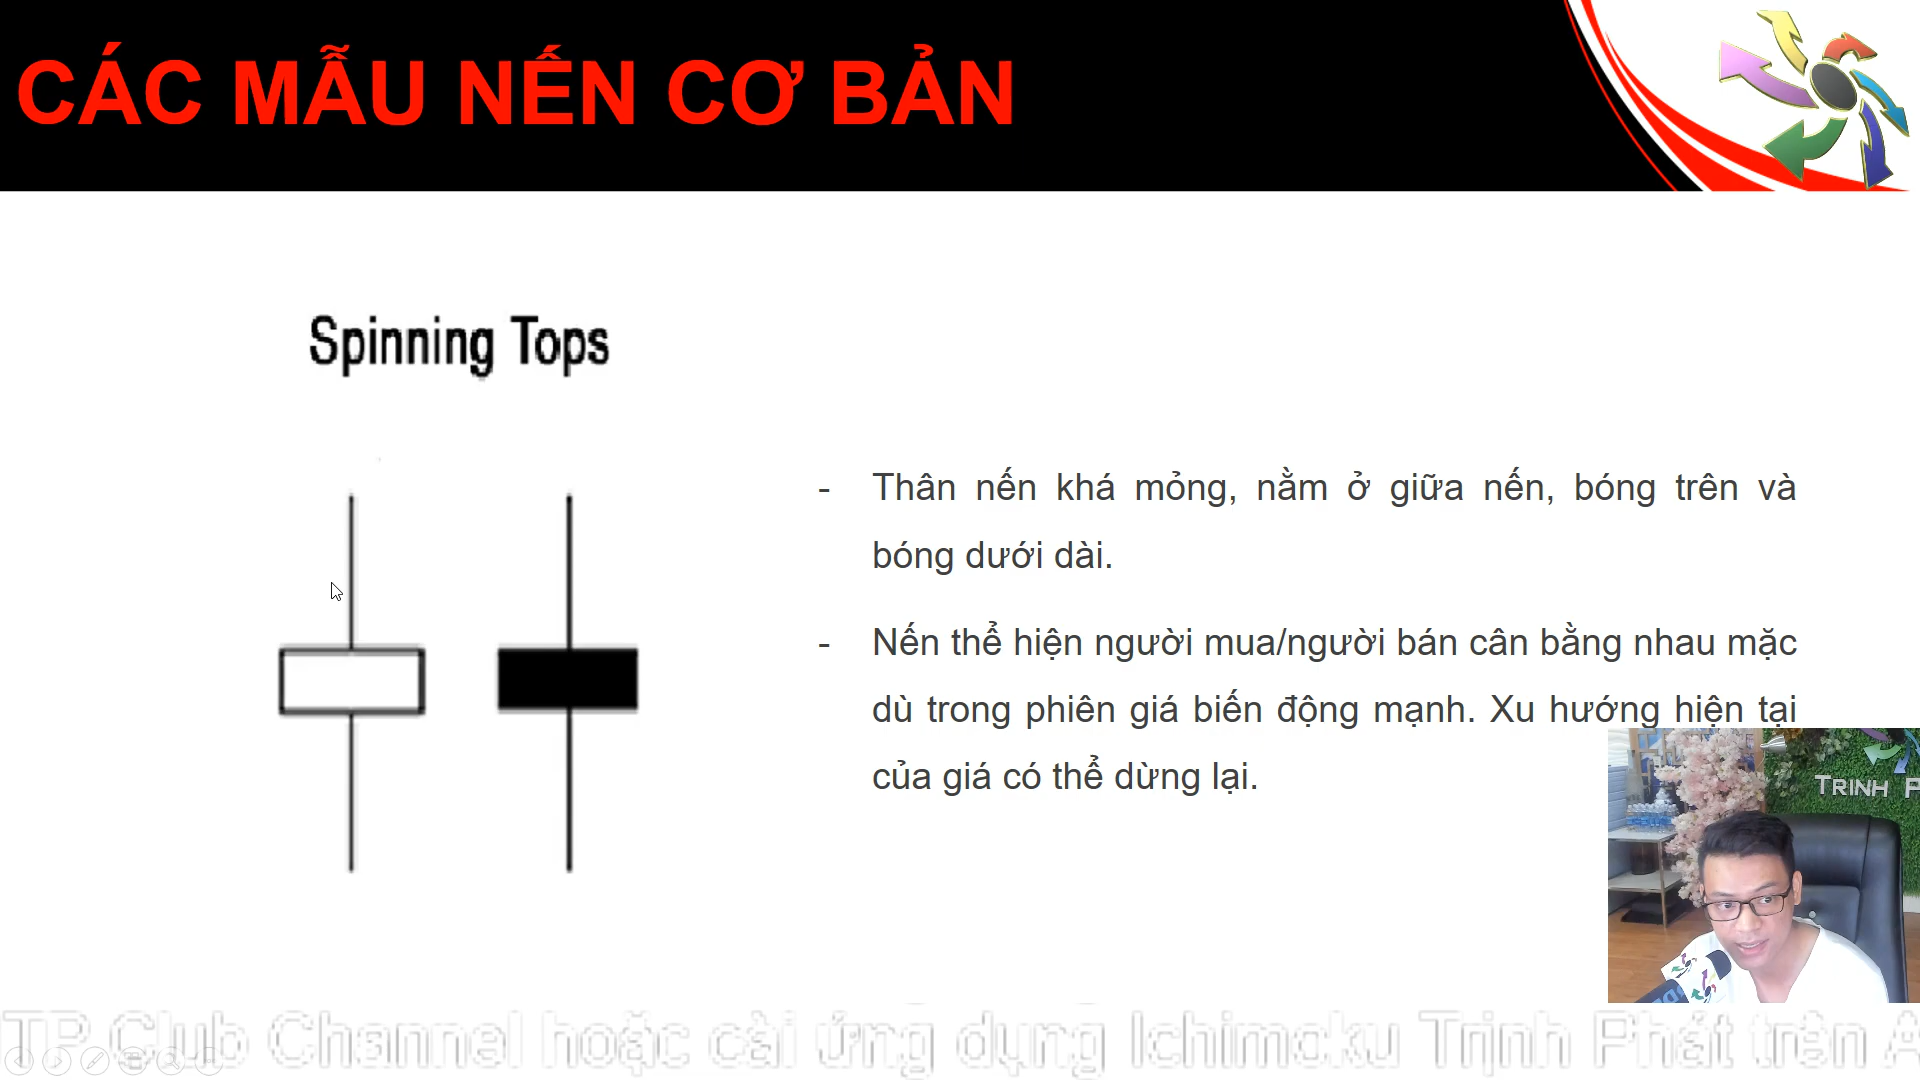 CÁC MẪU NẾN CƠ BẢN
Spinning Tops
- Thân nến khá mỏng, nằm ở giữa nến, bóng trên và
bóng dưới dài.
- Nến thể hiện người mua/người bán cân bằng nhau mặc
dù trong phiên giá biến động mạnh. Xu hướng hiện tại
của giá có thể dừng lại.
TRINH P
TP Club Channel hoặc cài ứng dụng Ichimoku Trịnh Phát trên A